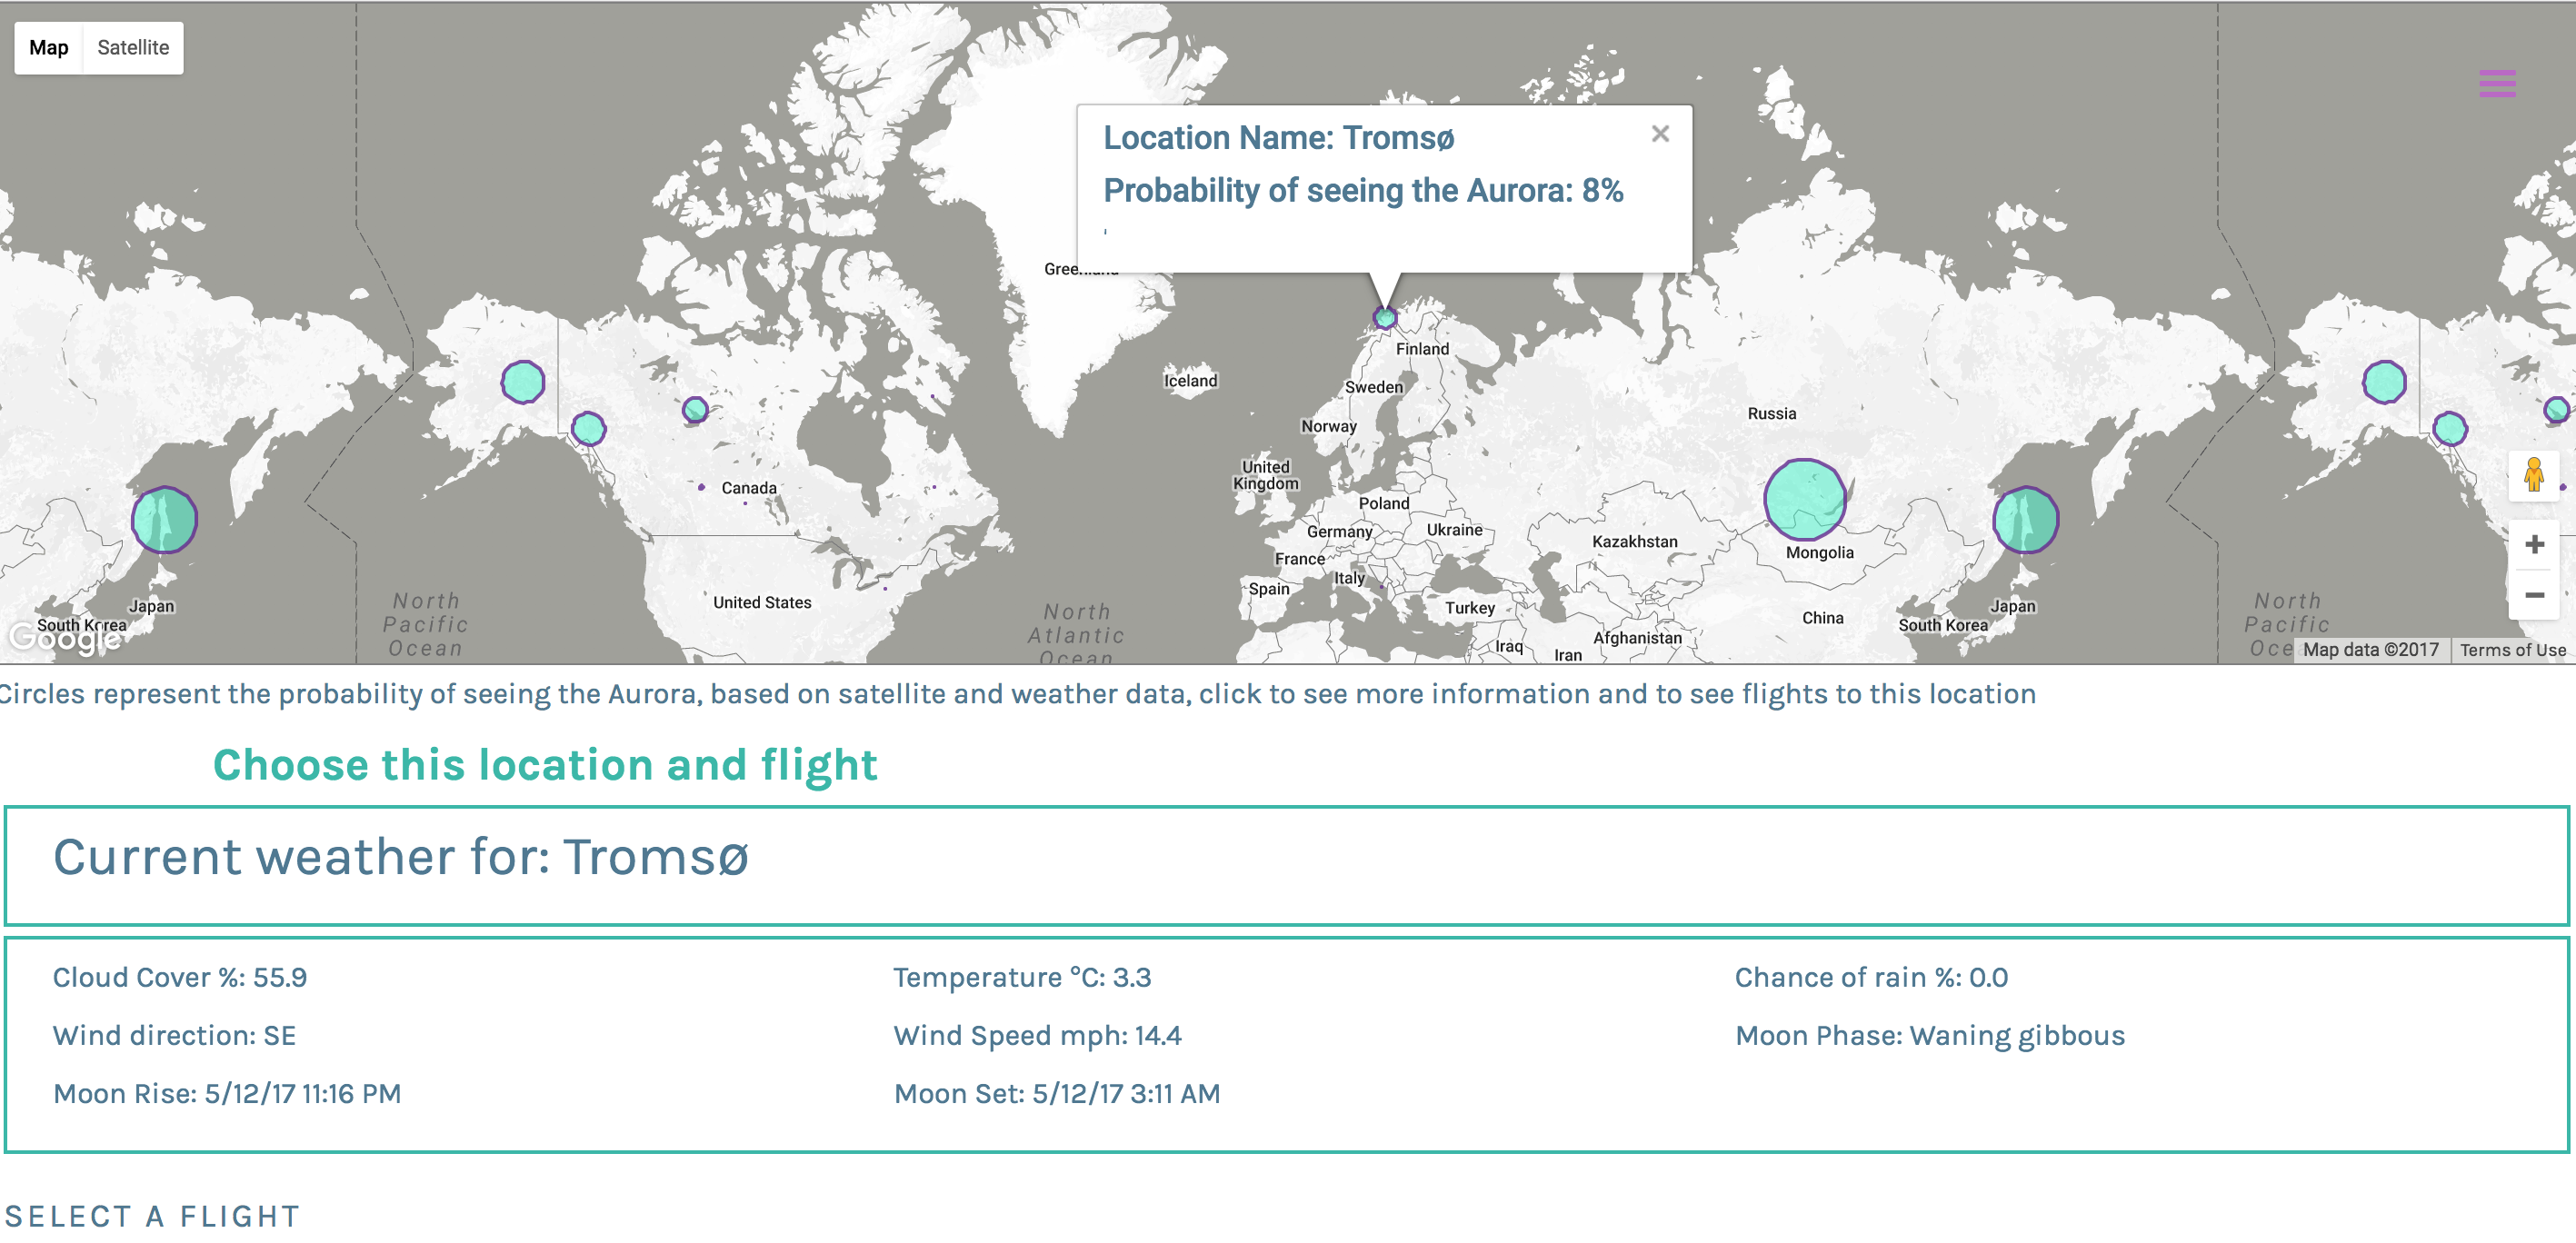 Map Satellite
Location Name: Tromsø
Probability of seeing the Aurora: 8%
Greenland
Finland
Iceland
Sweden
Russia
Norway
United
Kingdom
Canada
Poland
Germany
Ukraine
Kazakhstan
Mongolia
France
Italy
Spain
United States
Turkey
Japan
South Korea
Google
North
Pacific
Ocean
North
Atlantic
Ocean
Iraq
Iran
Afghanistan
China
South Korea
Japan
North
Pacific
Oce
Map data ©2017 Terms of Use
Circles represent the probability of seeing the Aurora, based on satellite and weather data, click to see more information and to see flights to this location
Choose this location and flight
Current weather for: Tromsø
Cloud Cover %: 55.9 Temperature °C: 3.3 Chance of rain %: 0.0
Wind direction: SE Wind Speed mph: 14.4 Moon Phase: Waning gibbous
Moon Rise: 5/12/17 11:16 PM Moon Set: 5/12/17 3:11 AM
SELECT A FLIGHT